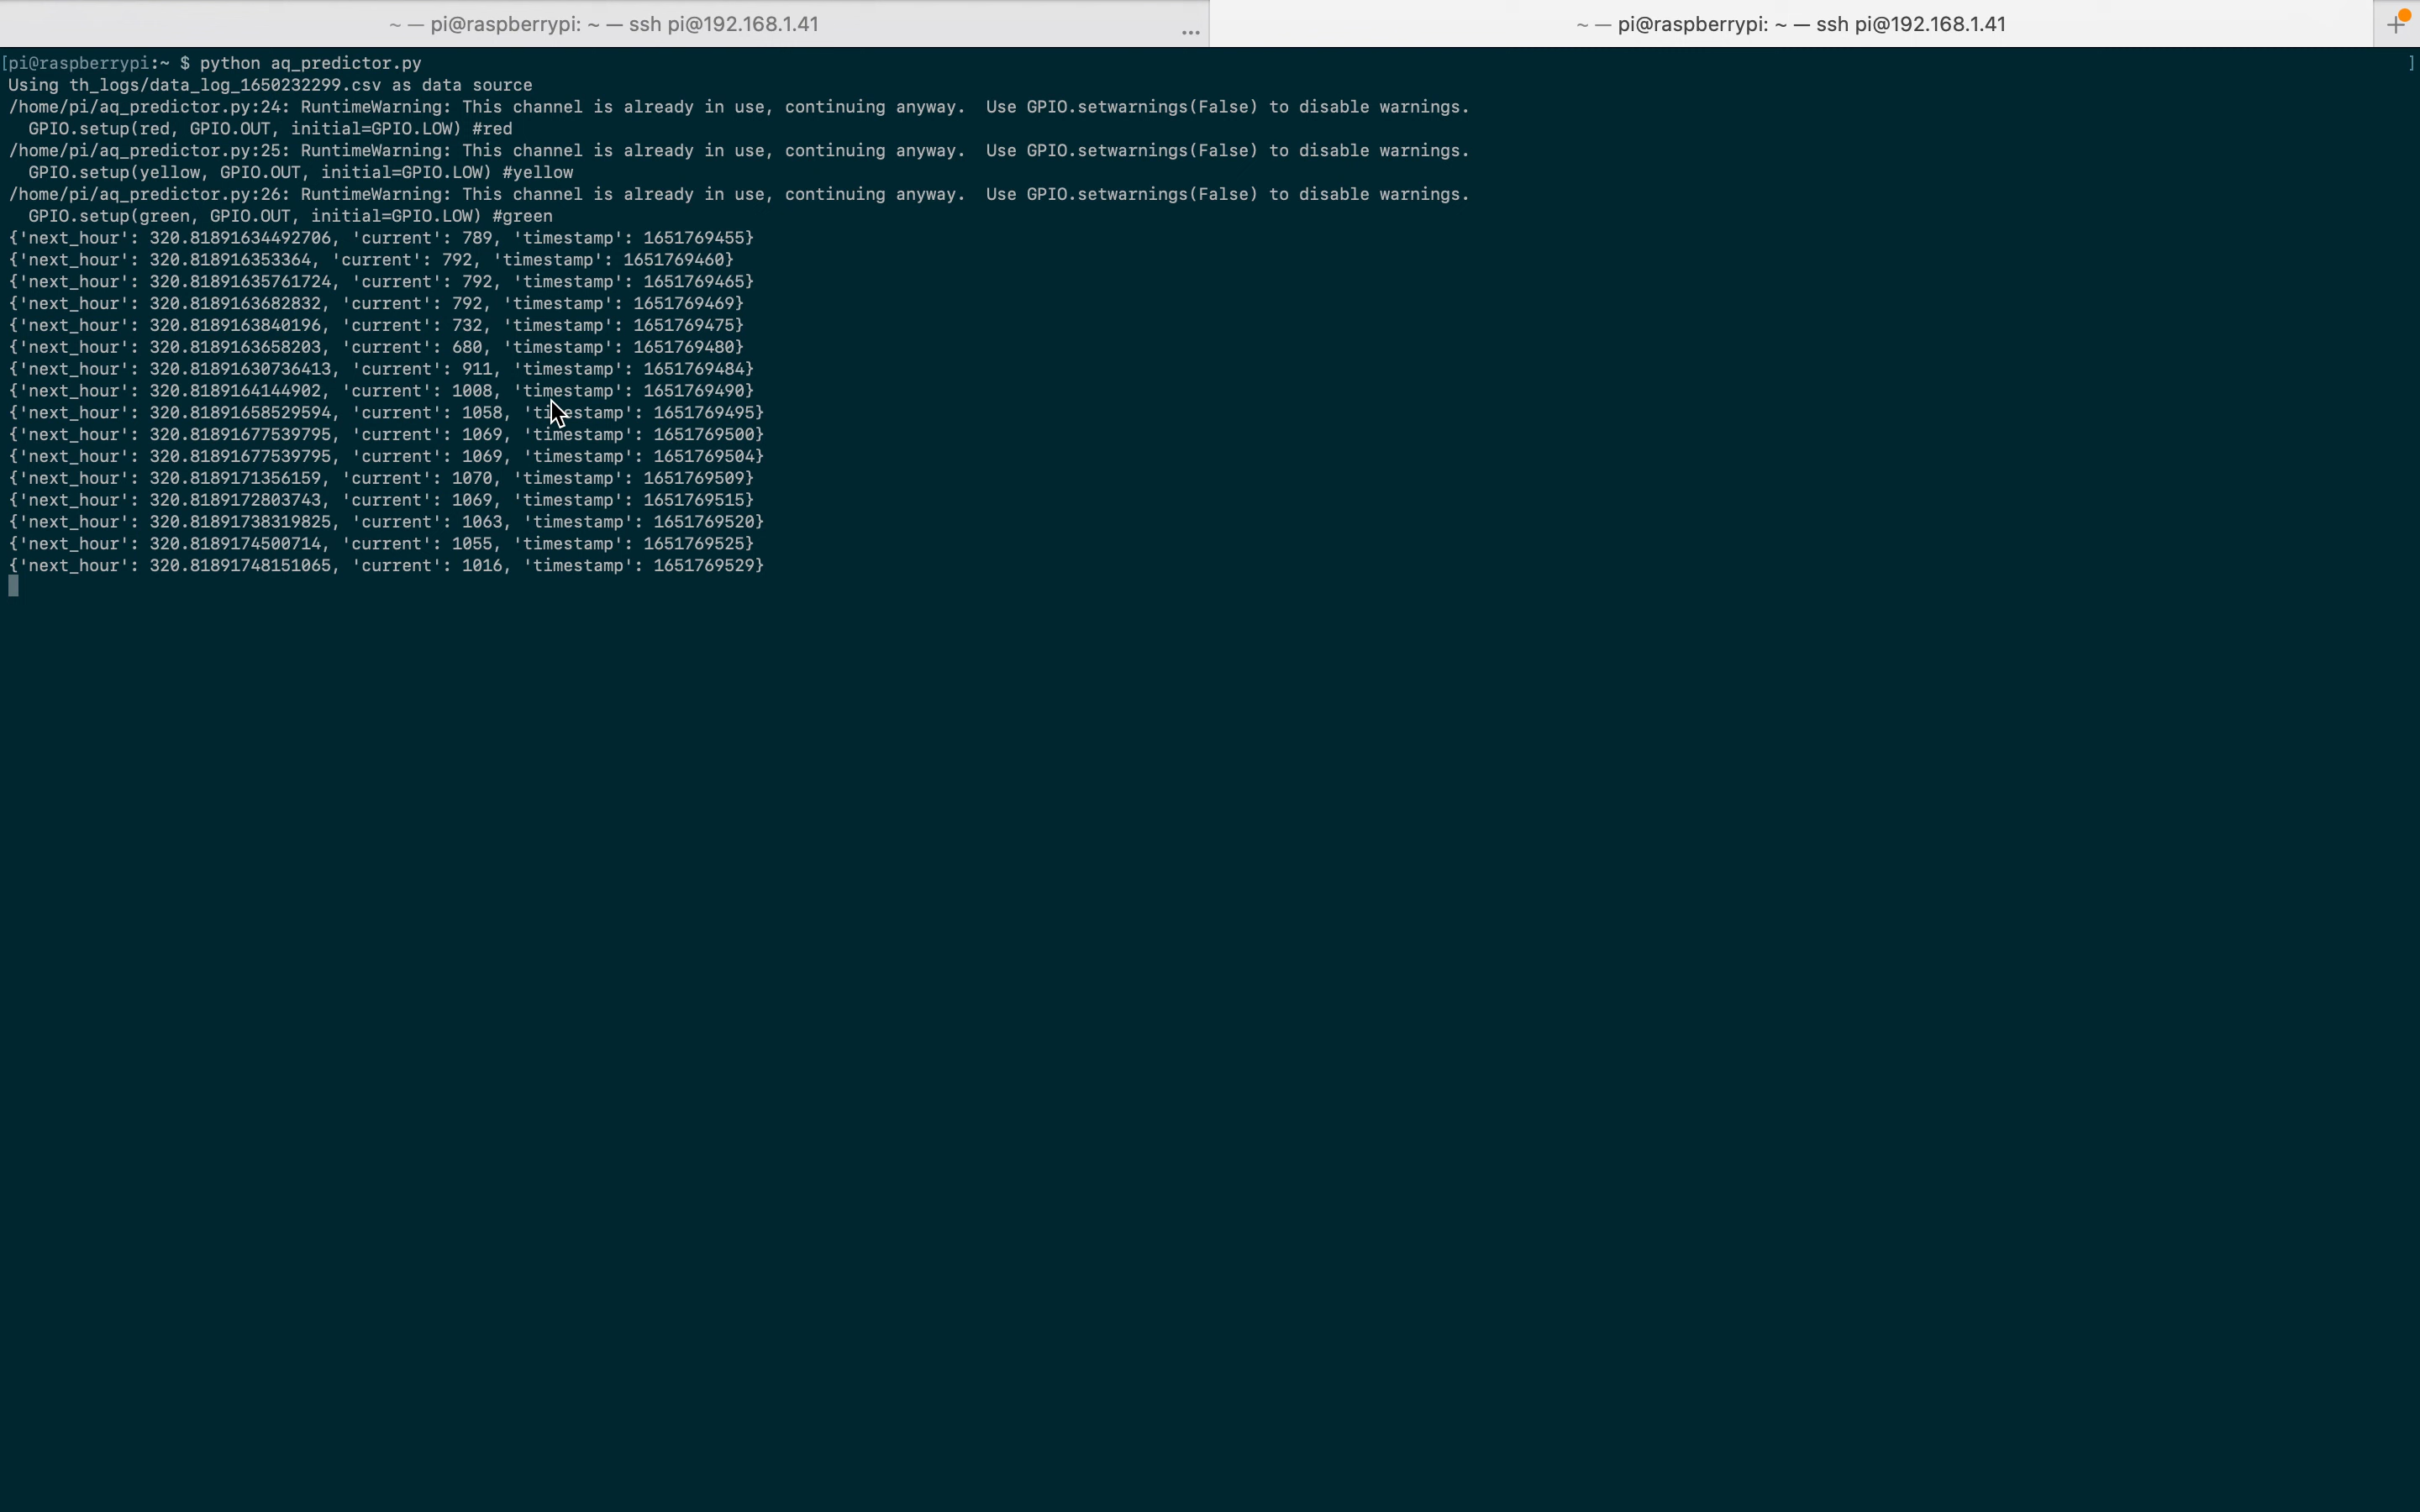 ~ — pi@raspberrypi: ~ — ssh pi@192.168.1.41 ...
~ — pi@raspberrypi: ~ — ssh pi@192.168.1.41 +
[pi@raspberrypi:~ $ python aq_predictor.py ]
Using th_logs/data_log_1650232299.csv as data source
/home/pi/aq_predictor.py:24: RuntimeWarning: This channel is already in use, continuing anyway.  Use GPIO.setwarnings(False) to disable warnings.
  GPIO.setup(red, GPIO.OUT, initial=GPIO.LOW) #red
/home/pi/aq_predictor.py:25: RuntimeWarning: This channel is already in use, continuing anyway.  Use GPIO.setwarnings(False) to disable warnings.
  GPIO.setup(yellow, GPIO.OUT, initial=GPIO.LOW) #yellow
/home/pi/aq_predictor.py:26: RuntimeWarning: This channel is already in use, continuing anyway.  Use GPIO.setwarnings(False) to disable warnings.
  GPIO.setup(green, GPIO.OUT, initial=GPIO.LOW) #green
{'next_hour': 320.81891634492706, 'current': 789, 'timestamp': 1651769455}
{'next_hour': 320.818916353364, 'current': 792, 'timestamp': 1651769460}
{'next_hour': 320.81891635761724, 'current': 792, 'timestamp': 1651769465}
{'next_hour': 320.8189163682832, 'current': 792, 'timestamp': 1651769469}
{'next_hour': 320.8189163840196, 'current': 732, 'timestamp': 1651769475}
{'next_hour': 320.8189163658203, 'current': 680, 'timestamp': 1651769480}
{'next_hour': 320.81891630736413, 'current': 911, 'timestamp': 1651769484}
{'next_hour': 320.8189164144902, 'current': 1008, 'timestamp': 1651769490}
{'next_hour': 320.81891658529594, 'current': 1058, 'timestamp': 1651769495}
{'next_hour': 320.81891677539795, 'current': 1069, 'timestamp': 1651769500}
{'next_hour': 320.81891677539795, 'current': 1069, 'timestamp': 1651769504}
{'next_hour': 320.8189171356159, 'current': 1070, 'timestamp': 1651769509}
{'next_hour': 320.8189172803743, 'current': 1069, 'timestamp': 1651769515}
{'next_hour': 320.81891738319825, 'current': 1063, 'timestamp': 1651769520}
{'next_hour': 320.8189174500714, 'current': 1055, 'timestamp': 1651769525}
{'next_hour': 320.81891748151065, 'current': 1016, 'timestamp': 1651769529}